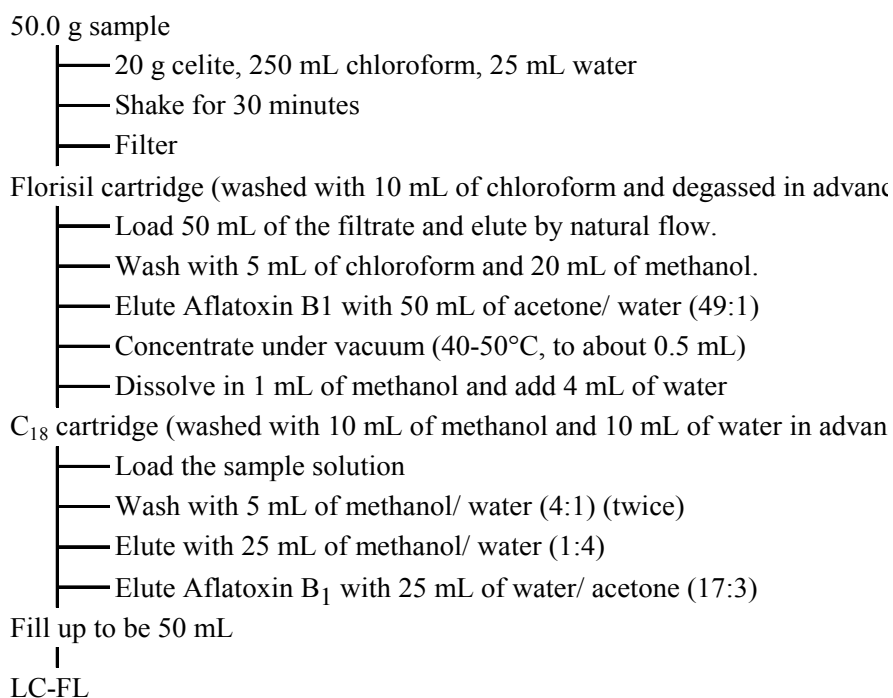 50.0 g sample
20 g celite, 250 mL chloroform, 25 mL water
Shake for 30 minutes
Filter
Florisil cartridge (washed with 10 mL of chloroform and degassed in advanc
Load 50 mL of the filtrate and elute by natural flow.
Wash with 5 mL of chloroform and 20 mL of methanol.
Elute Aflatoxin B1 with 50 mL of acetone/ water (49:1)
Concentrate under vacuum (40-50°C, to about 0.5 mL)
Dissolve in 1 mL of methanol and add 4 mL of water
C18 cartridge (washed with 10 mL of methanol and 10 mL of water in advan
Load the sample solution
Wash with 5 mL of methanol/ water (4:1) (twice)
Elute with 25 mL of methanol/ water (1:4)
Elute Aflatoxin B1 with 25 mL of water/ acetone (17:3)
Fill up to be 50 mL
LC-FL